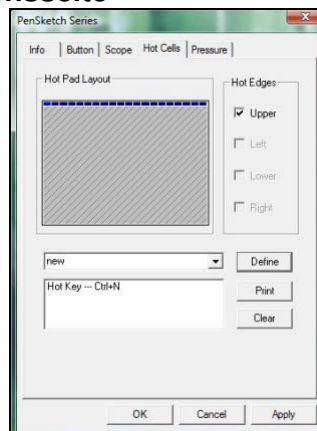 PenSketch Series
Info Button Scope Hot Cells Pressure
Hot Pad Layout
Hot Edges
Upper
Left
Lower
Right
new
Define
Hot Key --- Ctrl+N
Print
Clear
OK Cancel Apply